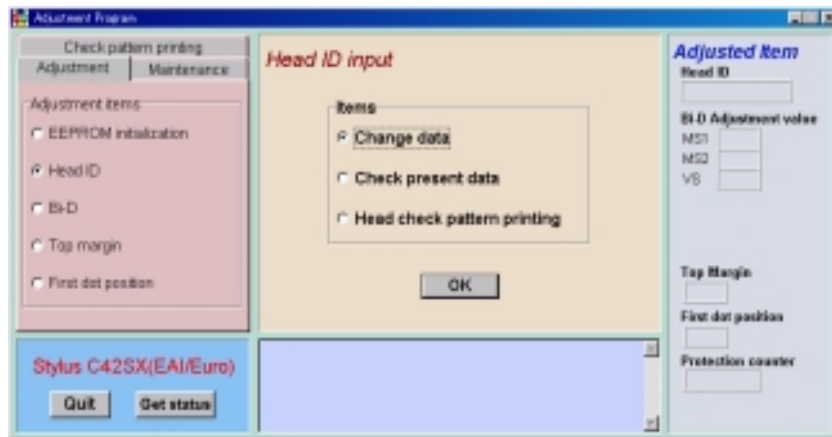 Adjustment Program
Check pattern printing
Adjustment
Maintenance
Adjustment items
EEPROM initialization
Head ID
Bi-D
Top margin
First dot position
Head ID input
Items
Change data
Check present data
Head check pattern printing
OK
Adjusted Item
Head ID
Bi-D Adjustment value
MS1
MS2
VS
Top Margin
First dot position
Protection counter
Stylus C42SX(EAI/Euro)
Quit
Get status